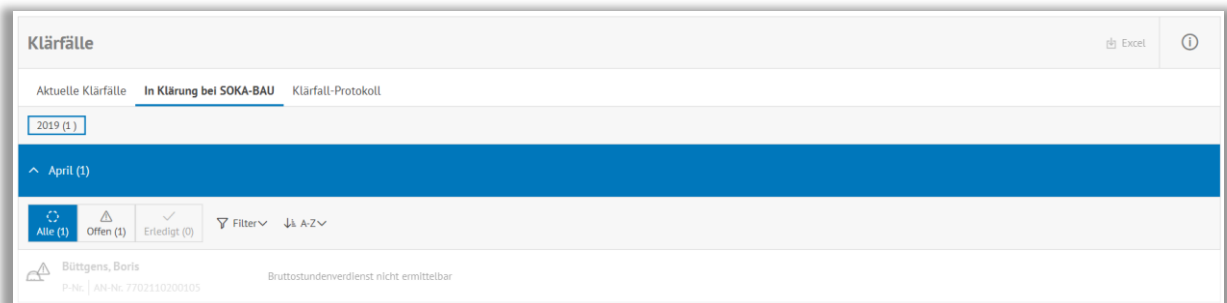 Klärfälle Excel
Aktuelle Klärfälle In Klärung bei SOKA-BAU Klärfall-Protokoll
2019 (1 )
April (1)
Alle (1) Offen (1) Erledigt (0) Filter A-Z
Büttgens, Boris
Bruttostundenverdienst nicht ermittelbar
P-Nr. | AN-Nr. 7702110200105